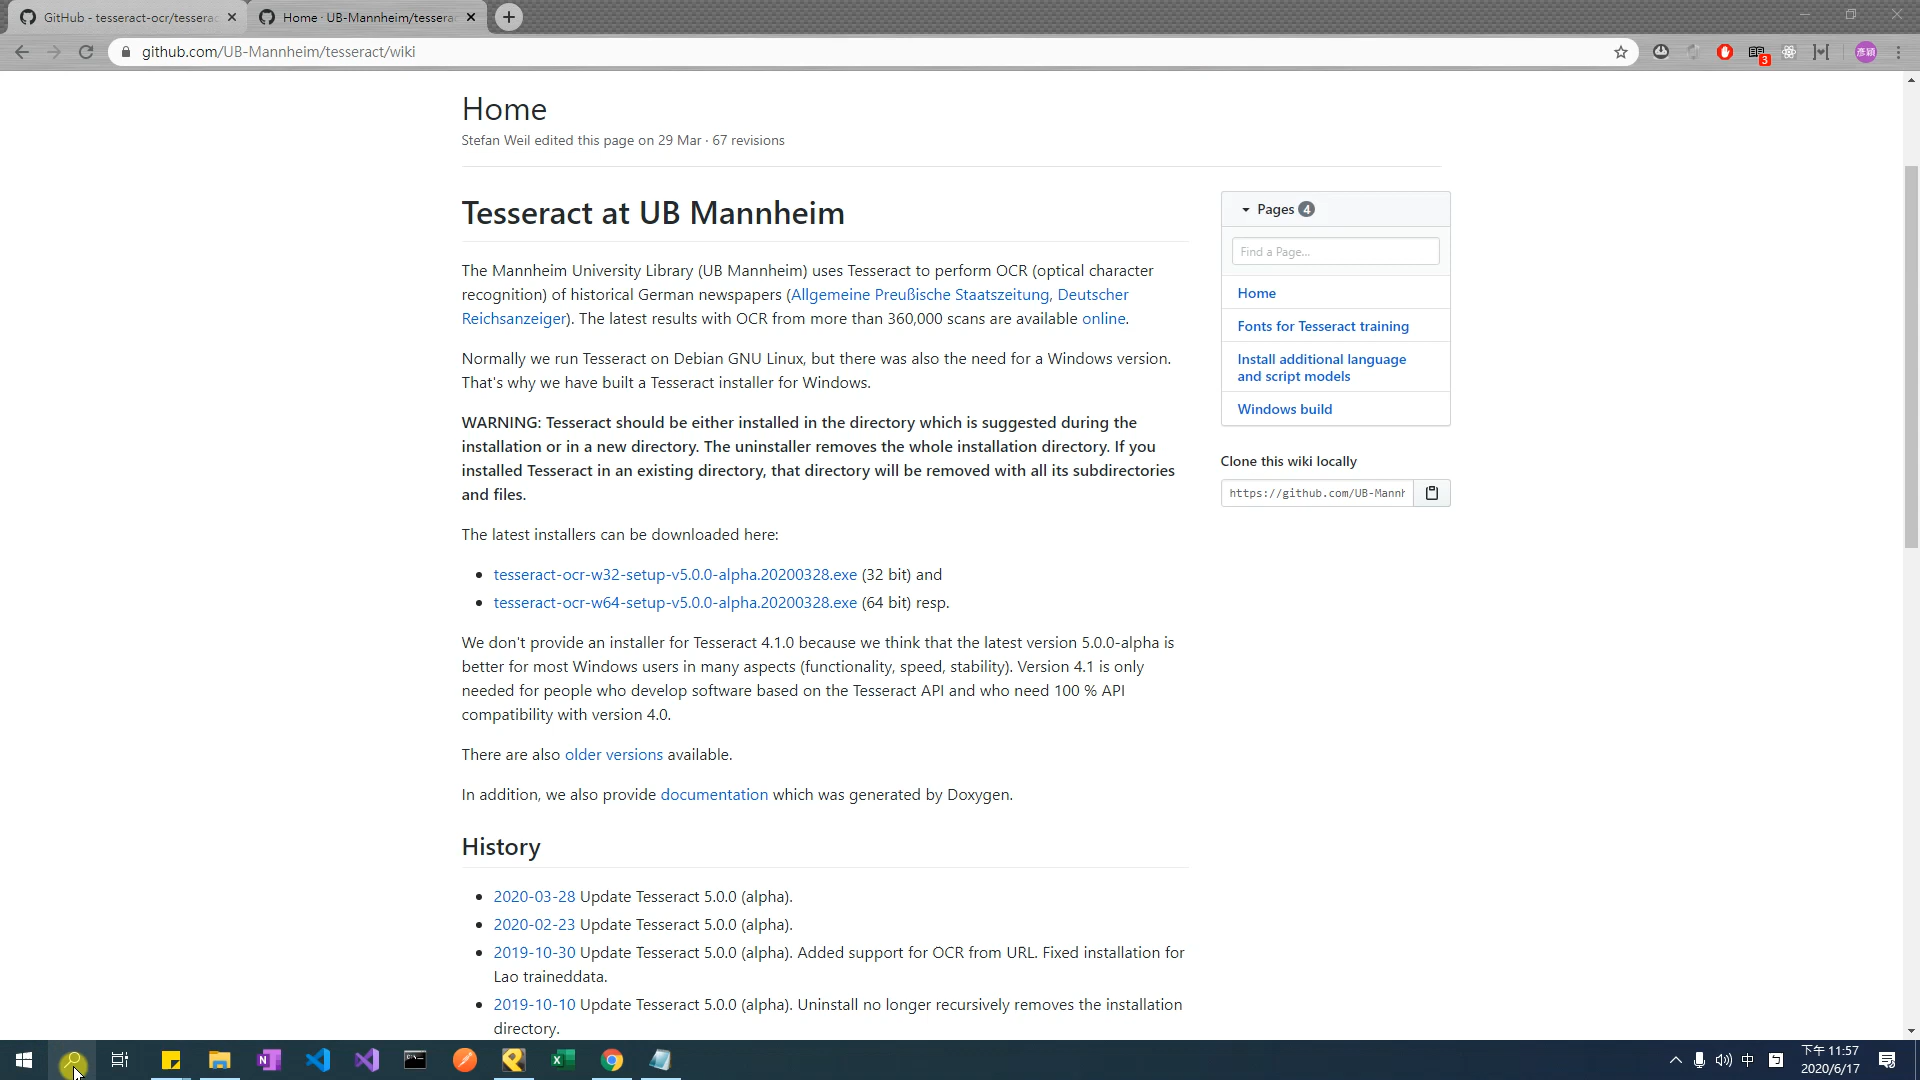 GitHub - tesseract-ocr/tesserac
Home · UB-Mannheim/tessera
github.com/UB-Mannheim/tesseract/wiki
3
彥穎
Home
Stefan Weil edited this page on 29 Mar · 67 revisions
Tesseract at UB Mannheim
The Mannheim University Library (UB Mannheim) uses Tesseract to perform OCR (optical character
recognition) of historical German newspapers (Allgemeine Preußische Staatszeitung, Deutscher
Reichsanzeiger). The latest results with OCR from more than 360,000 scans are available online.
Normally we run Tesseract on Debian GNU Linux, but there was also the need for a Windows version.
That's why we have built a Tesseract installer for Windows.
WARNING: Tesseract should be either installed in the directory which is suggested during the
installation or in a new directory. The uninstaller removes the whole installation directory. If you
installed Tesseract in an existing directory, that directory will be removed with all its subdirectories
and files.
The latest installers can be downloaded here:
• tesseract-ocr-w32-setup-v5.0.0-alpha.20200328.exe (32 bit) and
• tesseract-ocr-w64-setup-v5.0.0-alpha.20200328.exe (64 bit) resp.
We don't provide an installer for Tesseract 4.1.0 because we think that the latest version 5.0.0-alpha is
better for most Windows users in many aspects (functionality, speed, stability). Version 4.1 is only
needed for people who develop software based on the Tesseract API and who need 100 % API
compatibility with version 4.0.
There are also older versions available.
In addition, we also provide documentation which was generated by Doxygen.
History
• 2020-03-28 Update Tesseract 5.0.0 (alpha).
• 2020-02-23 Update Tesseract 5.0.0 (alpha).
• 2019-10-30 Update Tesseract 5.0.0 (alpha). Added support for OCR from URL. Fixed installation for
Lao traineddata.
• 2019-10-10 Update Tesseract 5.0.0 (alpha). Uninstall no longer recursively removes the installation
directory.
Pages 4
Find a Page...
Home
Fonts for Tesseract training
Install additional language
and script models
Windows build
Clone this wiki locally
https://github.com/UB-Mannh
中
下午 11:57
2020/6/17